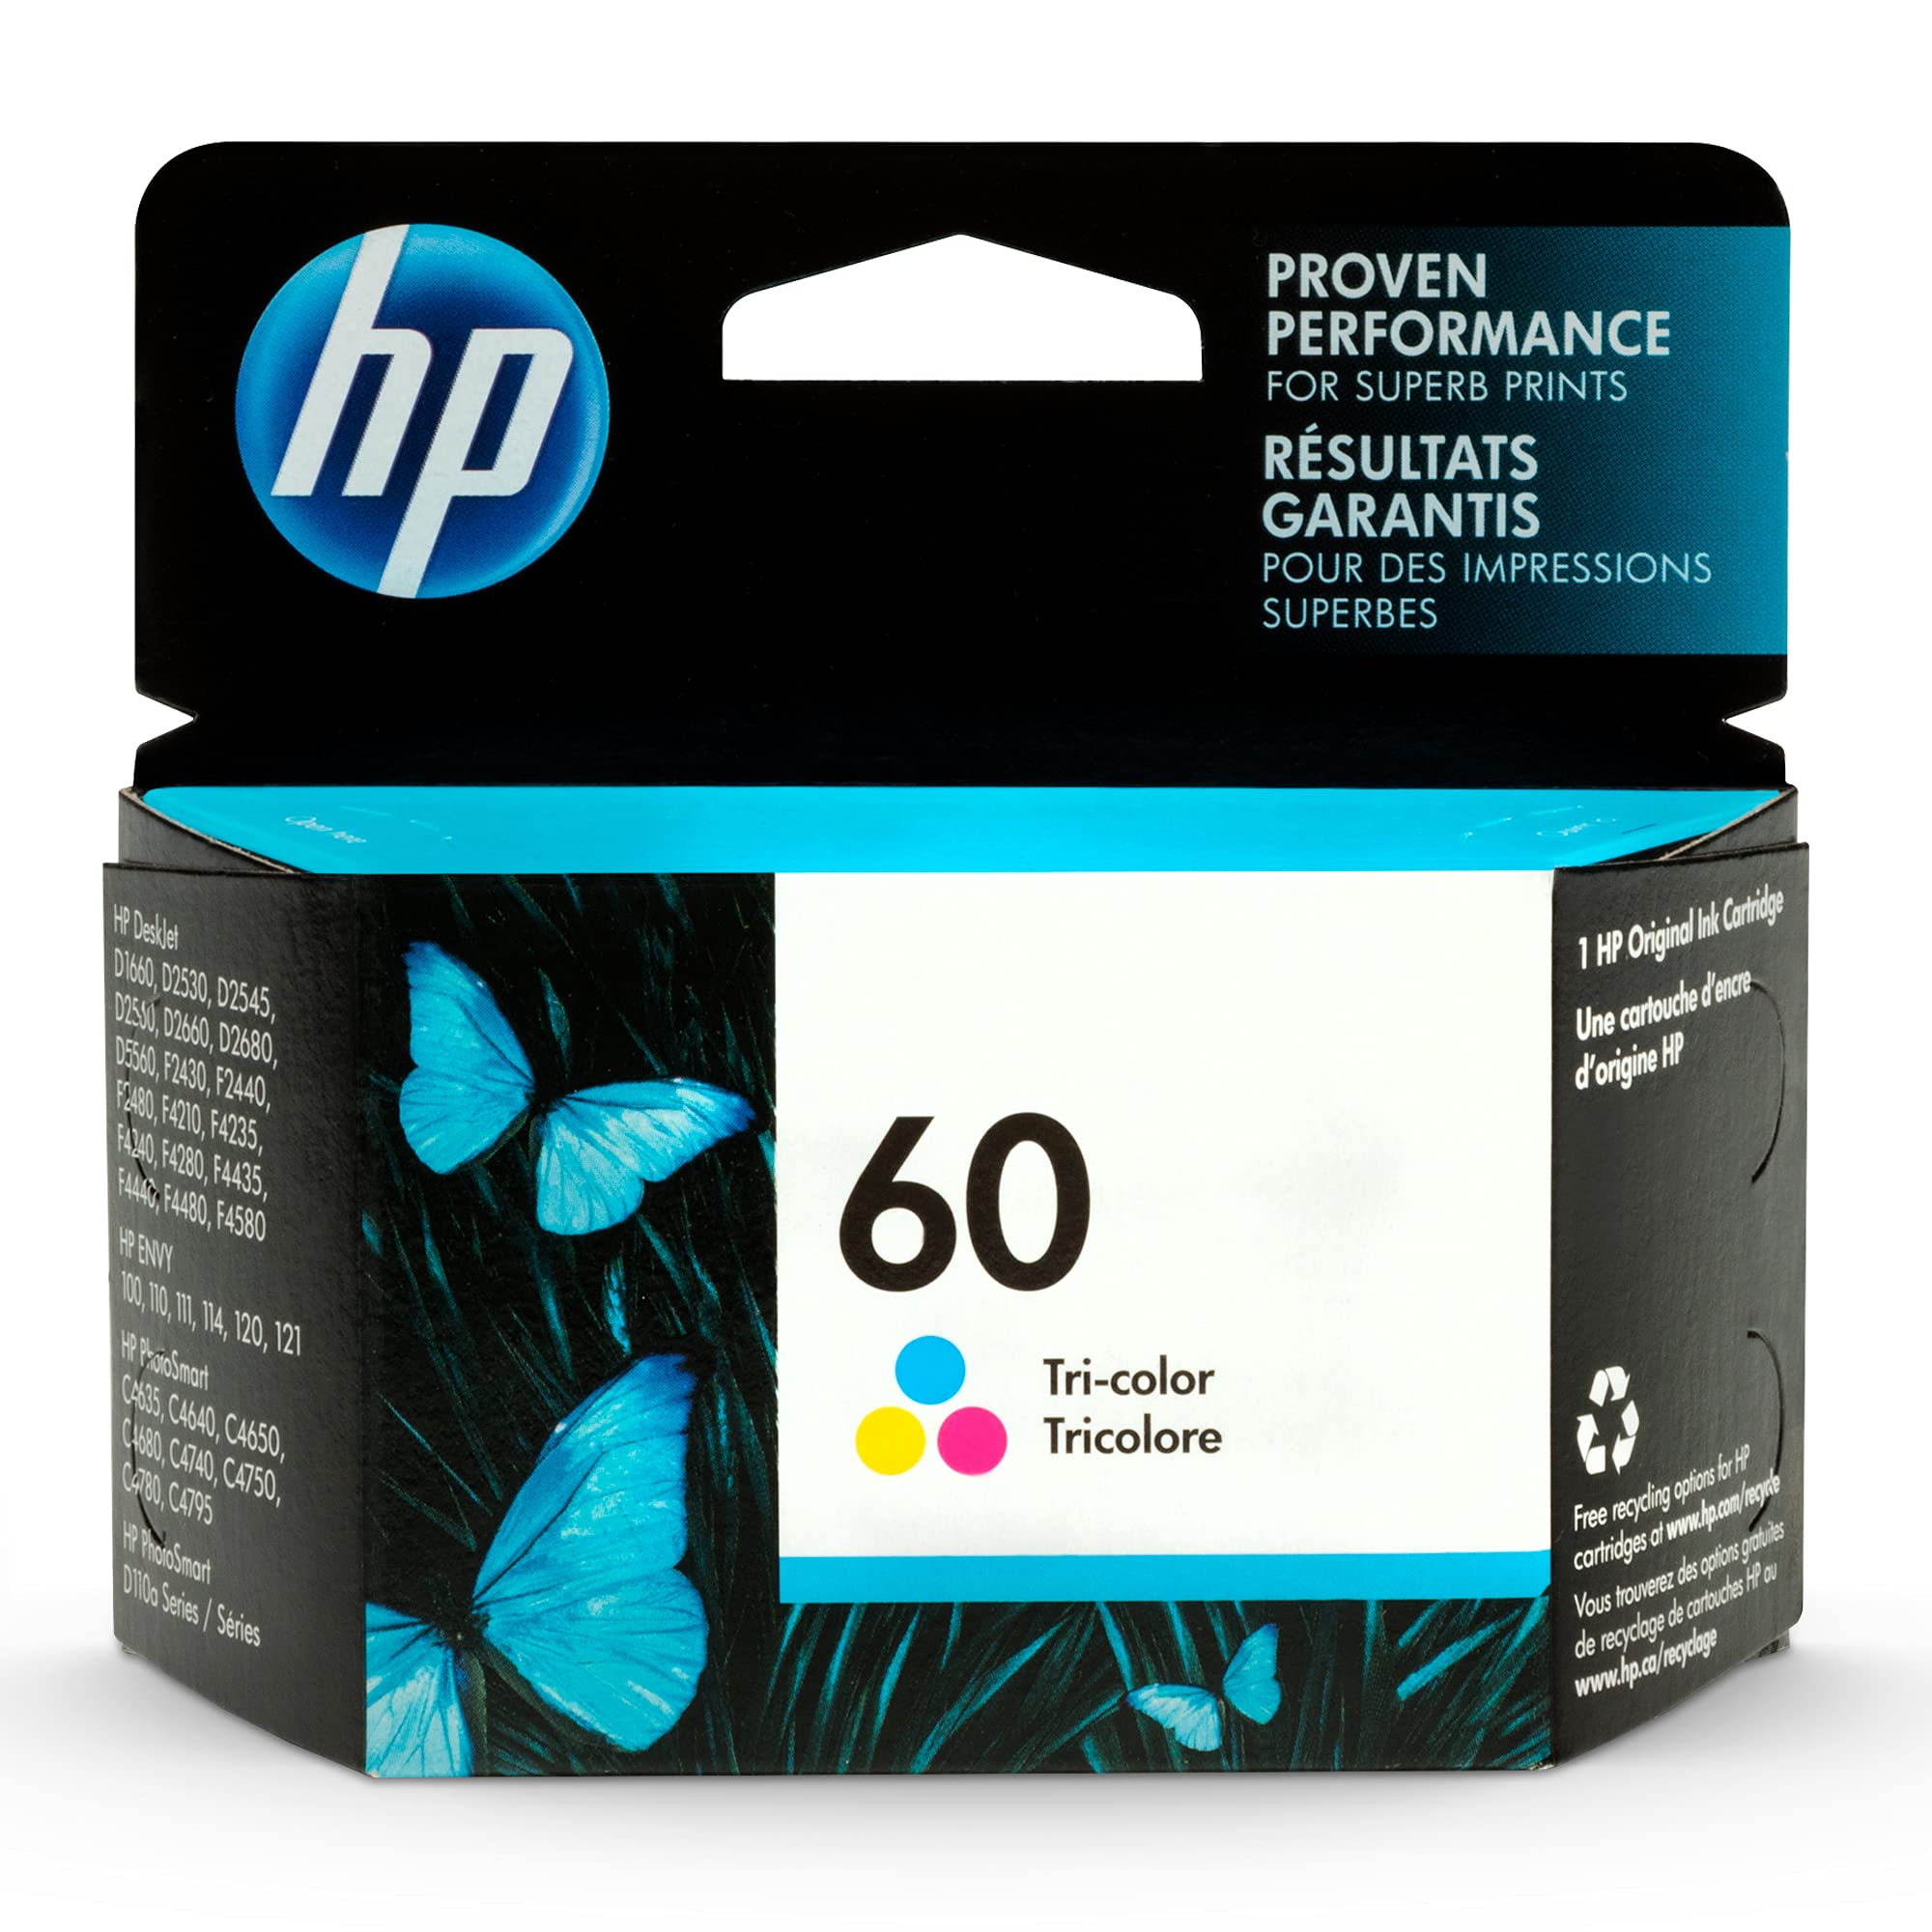 hp
PROVEN
PERFORMANCE
FOR SUPERB PRINTS
RÉSULTATS
GARANTIS
POUR DES IMPRESSIONS
SUPERBES
HP DeskJet
D1660, D2530, D2545,
D2560, D2660, D2680,
D5560, F2430, F2440,
F2480, F4210, F4235,
F4240, F4280, F4435,
F4440, F4480, F4580
HP ENVY
100, 110, 111, 114, 120, 121
HP PhotoSmart
C4635, C4640, C4650,
C4680, C4740, C4750,
C4780, C4795
HP PhotoSmart
D110a Series / Séries
60
Tri-color
Tricolore
1 HP Original Ink Cartridge
Une cartouche d'encre
d'origine HP
Free recycling options for HP
cartridges at www.hp.com/recycle
Vous trouverez des options gratuites
de recyclage de cartouches HP au
www.hp.ca/recyclage